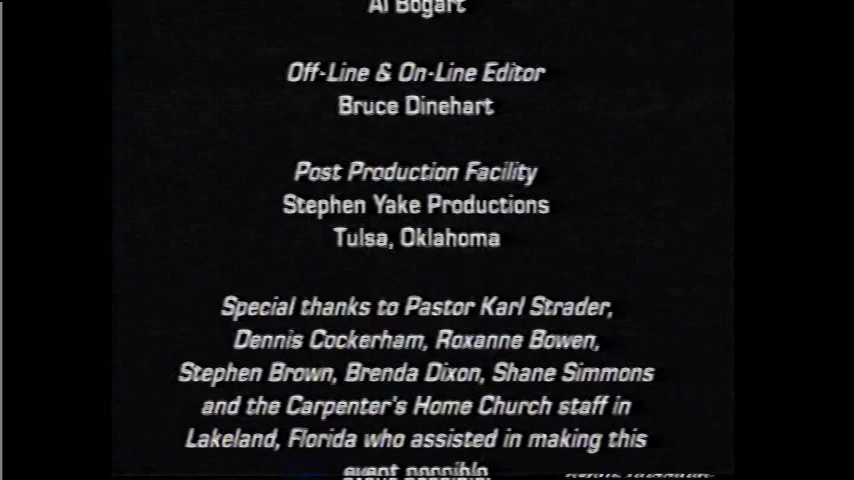 Al Bogart
Off-Line & On-Line Editor
Bruce Dinehart
Post Production Facility
Stephen Yake Productions
Tulsa, Oklahoma
Special thanks to Pastor Karl Strader,
Dennis Cockerham, Roxanne Bowen,
Stephen Brown, Brenda Dixon, Shane Simmons
and the Carpenter's Home Church staff in
Lakeland, Florida who assisted in making this
event possible